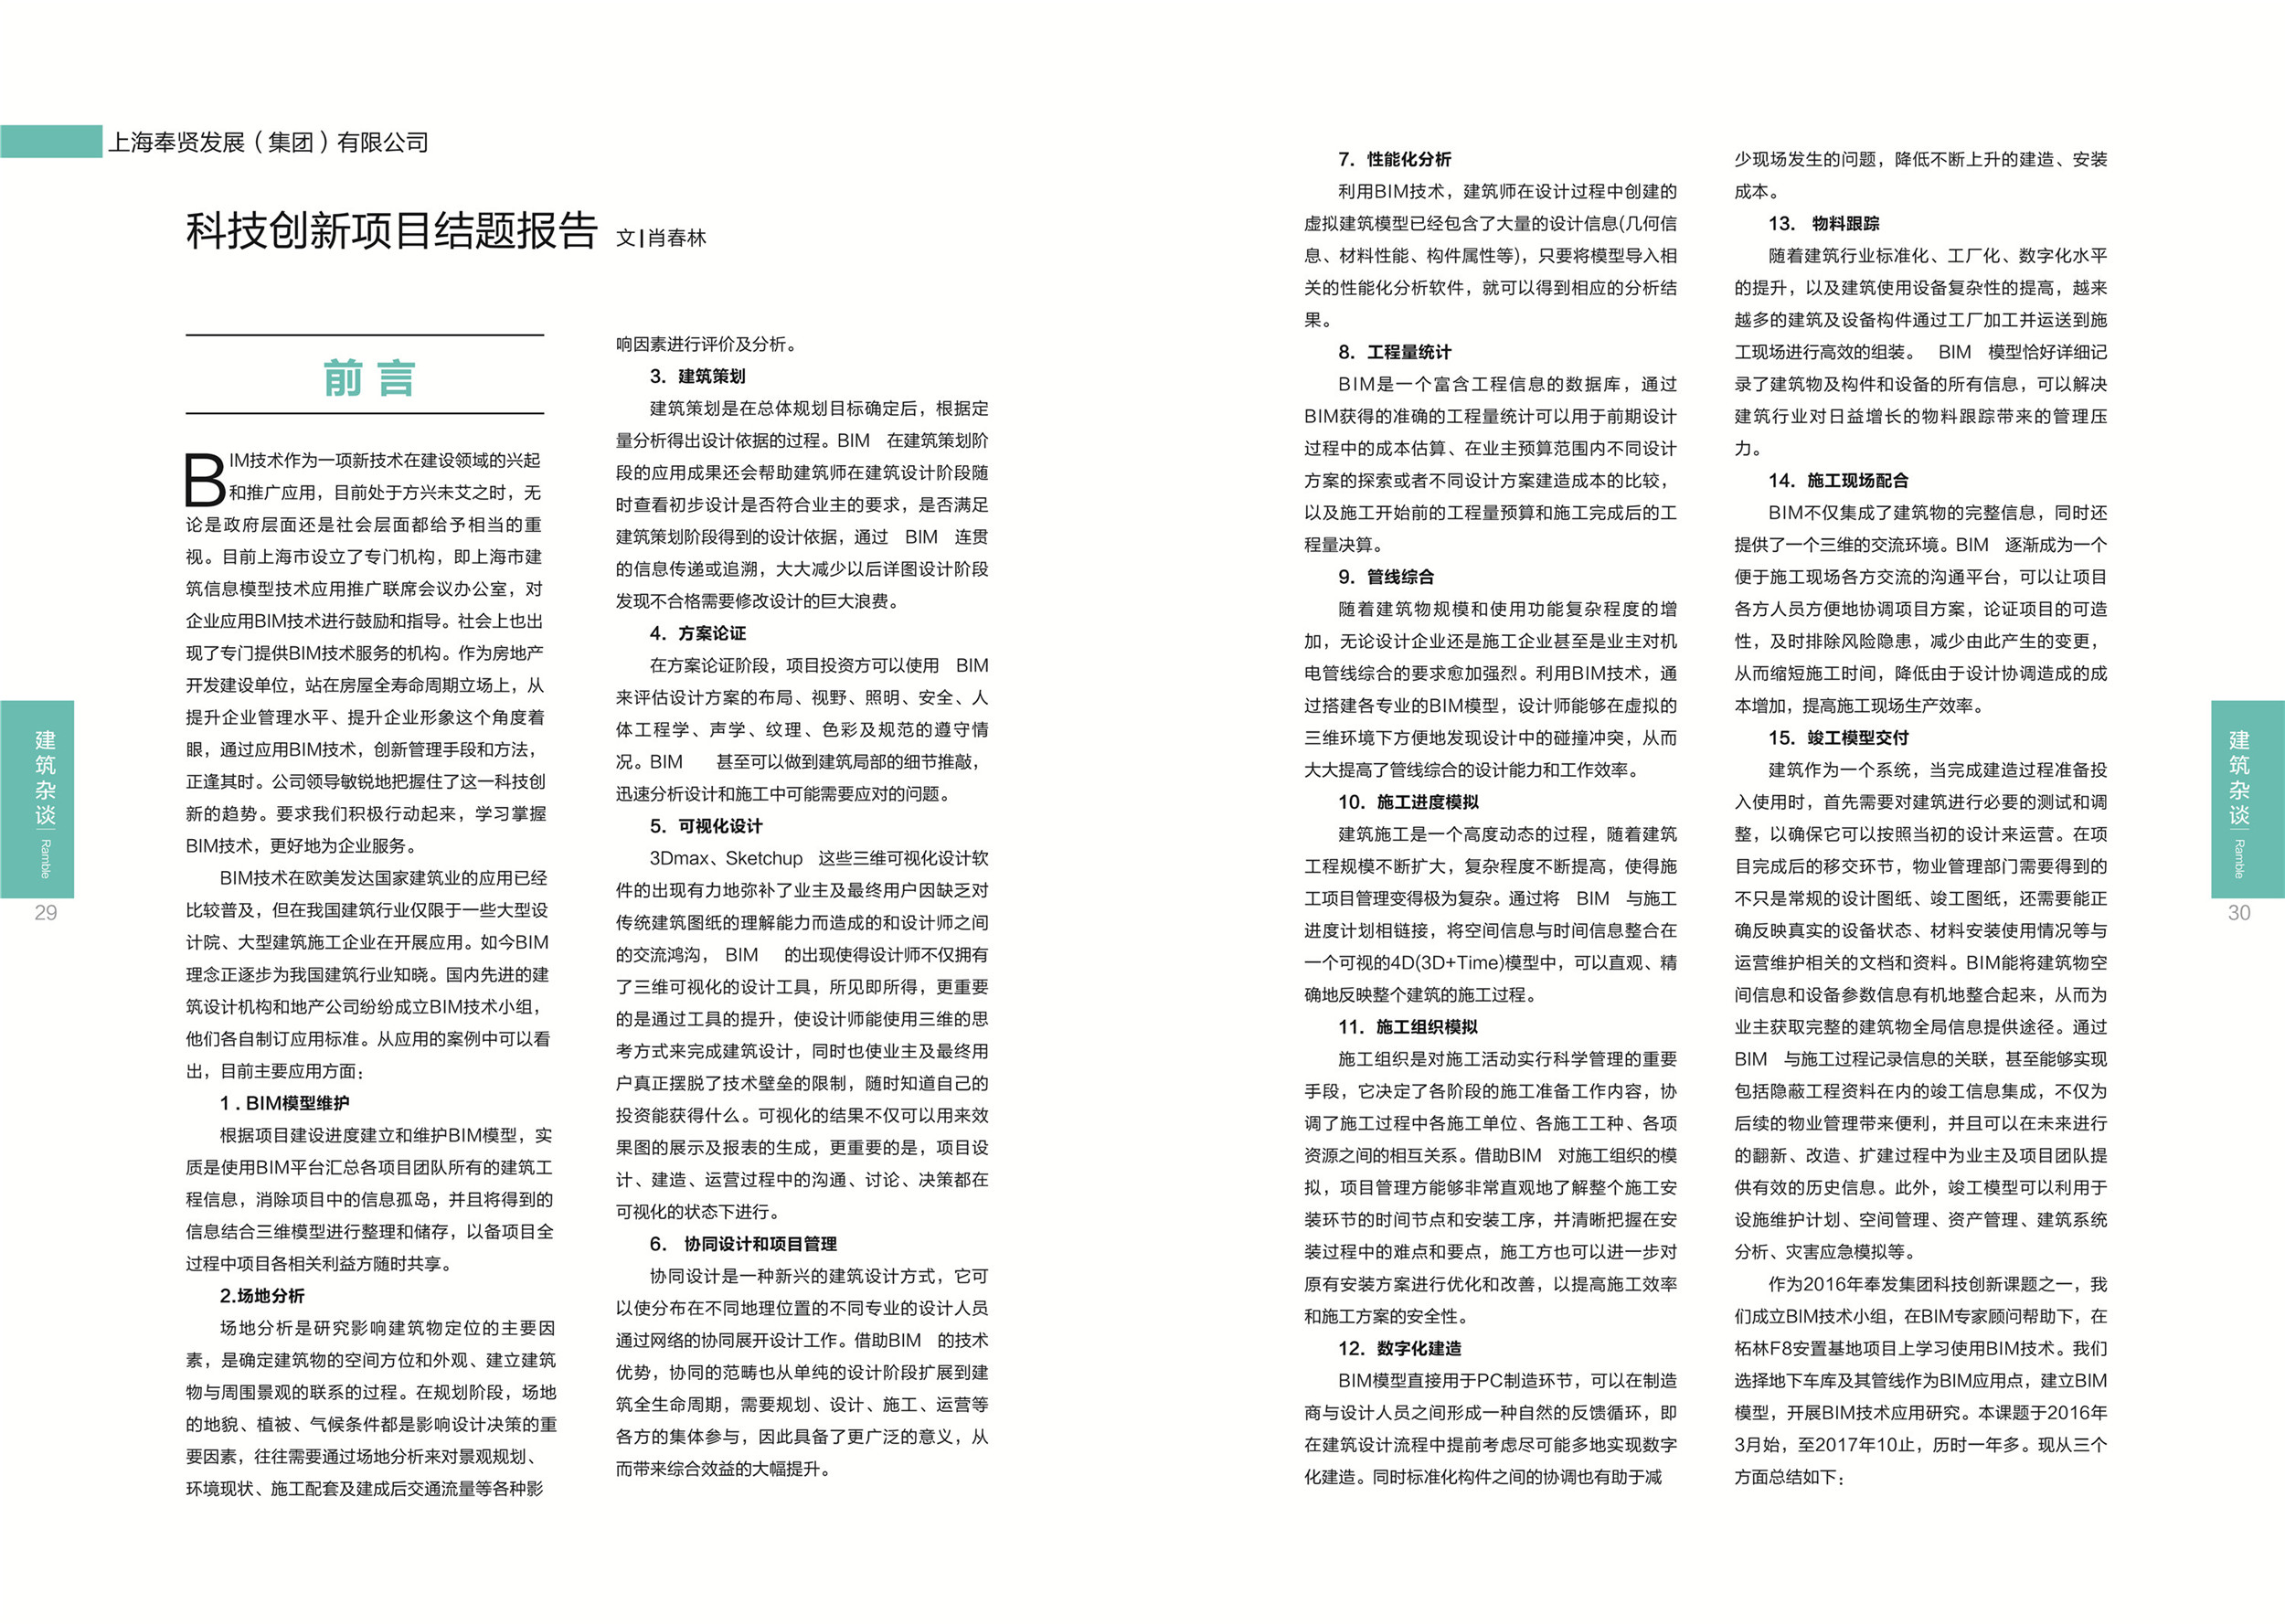 上海奉贤发展（集团）有限公司
科技创新项目结题报告 文 | 肖春林
前言
BIM技术作为一项新技术在建设领域的兴起
和推广应用，目前处于方兴未艾之时，无
论是政府层面还是社会层面都给予相当的重
视。目前上海市设立了专门机构，即上海市建
筑信息模型技术应用推广联席会议办公室，对
企业应用BIM技术进行鼓励和指导。社会上也出
现了专门提供BIM技术服务的机构。作为房地产
开发建设单位，站在房屋全寿命周期立场上，从
提升企业管理水平、提升企业形象这个角度着
眼，通过应用BIM技术，创新管理手段和方法，
正逢其时。公司领导敏锐地把握住了这一科技创
新的趋势。要求我们积极行动起来，学习掌握
BIM技术，更好地为企业服务。
BIM技术在欧美发达国家建筑业的应用已经
比较普及，但在我国建筑行业仅限于一些大型设
计院、大型建筑施工企业在开展应用。如今BIM
理念正逐步为我国建筑行业知晓。国内先进的建
筑设计机构和地产公司纷纷成立BIM技术小组，
他们各自制订应用标准。从应用的案例中可以看
出，目前主要应用方面：
1 . BIM模型维护
根据项目建设进度建立和维护BIM模型，实
质是使用BIM平台汇总各项目团队所有的建筑工
程信息，消除项目中的信息孤岛，并且将得到的
信息结合三维模型进行整理和储存，以备项目全
过程中项目各相关利益方随时共享。
2.场地分析
场地分析是研究影响建筑物定位的主要因
素，是确定建筑物的空间方位和外观、建立建筑
物与周围景观的联系的过程。在规划阶段，场地
的地貌、植被、气候条件都是影响设计决策的重
要因素，往往需要通过场地分析来对景观规划、
环境现状、施工配套及建成后交通流量等各种影
响因素进行评价及分析。
3. 建筑策划
建筑策划是在总体规划目标确定后，根据定
量分析得出设计依据的过程。BIM 在建筑策划阶
段的应用成果还会帮助建筑师在建筑设计阶段随
时查看初步设计是否符合业主的要求，是否满足
建筑策划阶段得到的设计依据，通过 BIM 连贯
的信息传递或追溯，大大减少以后详图设计阶段
发现不合格需要修改设计的巨大浪费。
4. 方案论证
在方案论证阶段，项目投资方可以使用 BIM
来评估设计方案的布局、视野、照明、安全、人
体工程学、声学、纹理、色彩及规范的遵守情
况。BIM 甚至可以做到建筑局部的细节推敲，
迅速分析设计和施工中可能需要应对的问题。
5. 可视化设计
3Dmax、Sketchup 这些三维可视化设计软
件的出现有力地弥补了业主及最终用户因缺乏对
传统建筑图纸的理解能力而造成的和设计师之间
的交流鸿沟， BIM 的出现使得设计师不仅拥有
了三维可视化的设计工具，所见即所得，更重要
的是通过工具的提升，使设计师能使用三维的思
考方式来完成建筑设计，同时也使业主及最终用
户真正摆脱了技术壁垒的限制，随时知道自己的
投资能获得什么。可视化的结果不仅可以用来效
果图的展示及报表的生成，更重要的是，项目设
计、建造、运营过程中的沟通、讨论、决策都在
可视化的状态下进行。
6. 协同设计和项目管理
协同设计是一种新兴的建筑设计方式，它可
以使分布在不同地理位置的不同专业的设计人员
通过网络的协同展开设计工作。借助BIM 的技术
优势，协同的范畴也从单纯的设计阶段扩展到建
筑全生命周期，需要规划、设计、施工、运营等
各方的集体参与，因此具备了更广泛的意义，从
而带来综合效益的大幅提升。
建筑杂谈 Ramble
29
7. 性能化分析
利用BIM技术，建筑师在设计过程中创建的
虚拟建筑模型已经包含了大量的设计信息(几何信
息、材料性能、构件属性等)，只要将模型导入相
关的性能化分析软件，就可以得到相应的分析结
果。
8. 工程量统计
BIM是一个富含工程信息的数据库，通过
BIM获得的准确的工程量统计可以用于前期设计
过程中的成本估算、在业主预算范围内不同设计
方案的探索或者不同设计方案建造成本的比较，
以及施工开始前的工程量预算和施工完成后的工
程量决算。
9. 管线综合
随着建筑物规模和使用功能复杂程度的增
加，无论设计企业还是施工企业甚至是业主对机
电管线综合的要求愈加强烈。利用BIM技术，通
过搭建各专业的BIM模型，设计师能够在虚拟的
三维环境下方便地发现设计中的碰撞冲突，从而
大大提高了管线综合的设计能力和工作效率。
10. 施工进度模拟
建筑施工是一个高度动态的过程，随着建筑
工程规模不断扩大，复杂程度不断提高，使得施
工项目管理变得极为复杂。通过将 BIM 与施工
进度计划相链接，将空间信息与时间信息整合在
一个可视的4D(3D+Time)模型中，可以直观、精
确地反映整个建筑的施工过程。
11. 施工组织模拟
施工组织是对施工活动实行科学管理的重要
手段，它决定了各阶段的施工准备工作内容，协
调了施工过程中各施工单位、各施工工种、各项
资源之间的相互关系。借助BIM 对施工组织的模
拟，项目管理方能够非常直观地了解整个施工安
装环节的时间节点和安装工序，并清晰把握在安
装过程中的难点和要点，施工方也可以进一步对
原有安装方案进行优化和改善，以提高施工效率
和施工方案的安全性。
12. 数字化建造
BIM模型直接用于PC制造环节，可以在制造
商与设计人员之间形成一种自然的反馈循环，即
在建筑设计流程中提前考虑尽可能多地实现数字
化建造。同时标准化构件之间的协调也有助于减
少现场发生的问题，降低不断上升的建造、安装
成本。
13. 物料跟踪
随着建筑行业标准化、工厂化、数字化水平
的提升，以及建筑使用设备复杂性的提高，越来
越多的建筑及设备构件通过工厂加工并运送到施
工现场进行高效的组装。 BIM 模型恰好详细记
录了建筑物及构件和设备的所有信息，可以解决
建筑行业对日益增长的物料跟踪带来的管理压
力。
14. 施工现场配合
BIM不仅集成了建筑物的完整信息，同时还
提供了一个三维的交流环境。BIM 逐渐成为一个
便于施工现场各方交流的沟通平台，可以让项目
各方人员方便地协调项目方案，论证项目的可造
性，及时排除风险隐患，减少由此产生的变更，
从而缩短施工时间，降低由于设计协调造成的成
本增加，提高施工现场生产效率。
15. 竣工模型交付
建筑作为一个系统，当完成建造过程准备投
入使用时，首先需要对建筑进行必要的测试和调
整，以确保它可以按照当初的设计来运营。在项
目完成后的移交环节，物业管理部门需要得到的
不只是常规的设计图纸、竣工图纸，还需要能正
确反映真实的设备状态、材料安装使用情况等与
运营维护相关的文档和资料。BIM能将建筑物空
间信息和设备参数信息有机地整合起来，从而为
业主获取完整的建筑物全局信息提供途径。通过
BIM 与施工过程记录信息的关联，甚至能够实现
包括隐蔽工程资料在内的竣工信息集成，不仅为
后续的物业管理带来便利，并且可以在未来进行
的翻新、改造、扩建过程中为业主及项目团队提
供有效的历史信息。此外，竣工模型可以利用于
设施维护计划、空间管理、资产管理、建筑系统
分析、灾害应急模拟等。
作为2016年奉发集团科技创新课题之一，我
们成立BIM技术小组，在BIM专家顾问帮助下，在
柘林F8安置基地项目上学习使用BIM技术。我们
选择地下车库及其管线作为BIM应用点，建立BIM
模型，开展BIM技术应用研究。本课题于2016年
3月始，至2017年10止，历时一年多。现从三个
方面总结如下：
建筑杂谈 Ramble
30